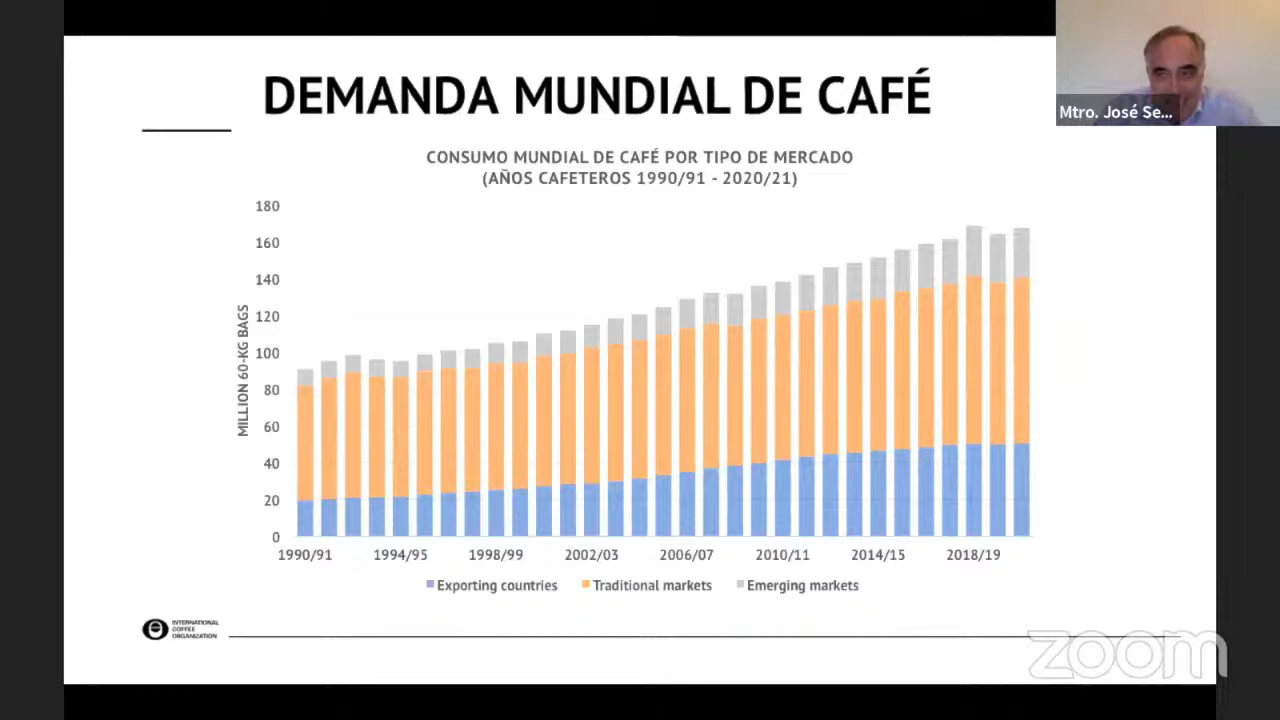 DEMANDA MUNDIAL DE CAFÉ
Mtro. José Se...
CONSUMO MUNDIAL DE CAFÉ POR TIPO DE MERCADO
(AÑOS CAFETEROS 1990/91 - 2020/21)
MILLION 60-KG BAGS
180
160
140
120
100
80
60
40
20
0
1990/91 1994/95 1998/99 2002/03 2006/07 2010/11 2014/15 2018/19
Exporting countries Traditional markets Emerging markets
INTERNATIONAL
COFFEE
ORGANIZATION
zoom